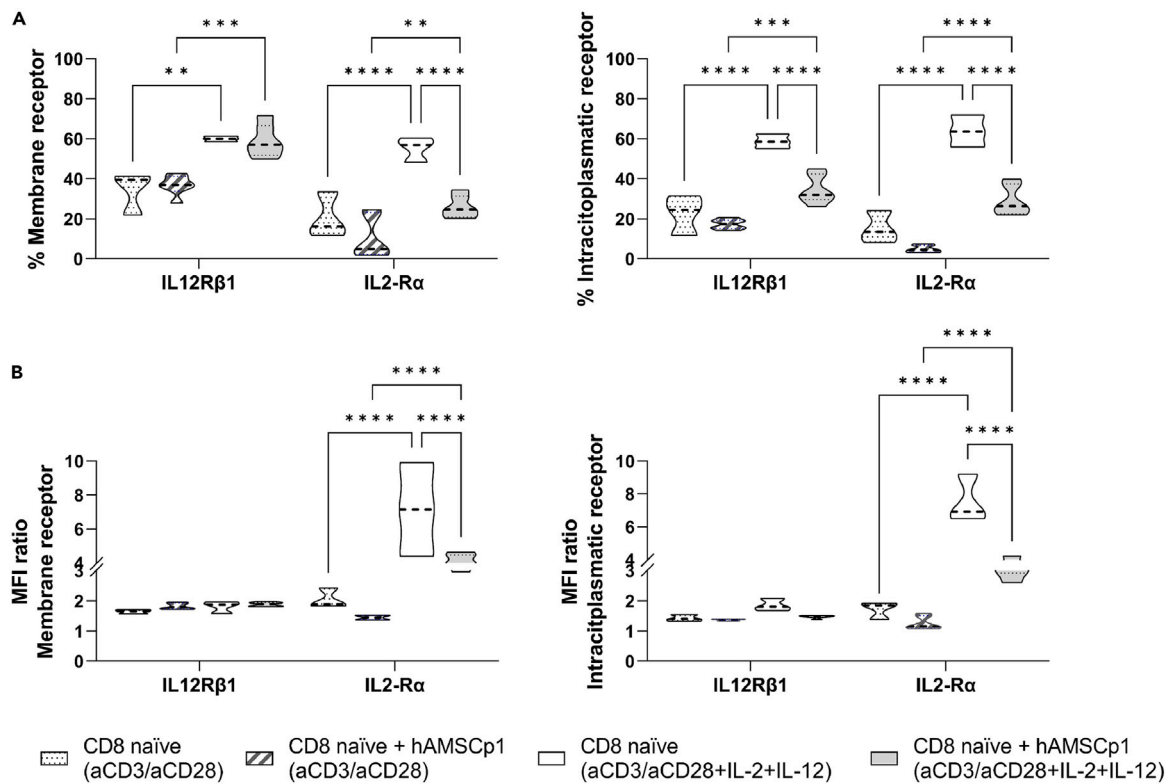 A
*** **
** **** ****
% Membrane receptor
100
80
60
40
20
0
IL12Rβ1 IL2-Rα
*** ****
**** **** **** ****
% Intracitoplasmatic receptor
100
80
60
40
20
0
IL12Rβ1 IL2-Rα
B
****
**** ****
MFI ratio
Membrane receptor
10
8
6
4
3
2
1
0
IL12Rβ1 IL2-Rα
****
****
****
MFI ratio
Intracitplasmatic receptor
10
8
6
4
3
2
1
0
IL12Rβ1 IL2-Rα
CD8 naïve
(aCD3/aCD28)
CD8 naïve + hAMSCp1
(aCD3/aCD28)
CD8 naïve
(aCD3/aCD28+IL-2+IL-12)
CD8 naïve + hAMSCp1
(aCD3/aCD28+IL-2+IL-12)